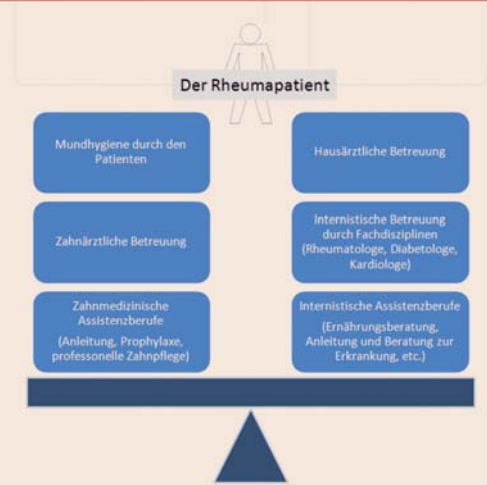 Der Rheumapatient
Mundhygiene durch den
Patienten
Hausärztliche Betreuung
Zahnärztliche Betreuung
Internistische Betreuung
durch Fachdisziplinen
(Rheumatologe, Diabetologe,
Kardiologe)
Zahnmedizinische
Assistenzberufe
(Anleitung, Prophylaxe,
professionelle Zahnpflege)
Internistische Assistenzberufe
(Ernährungsberatung,
Anleitung und Beratung zur
Erkrankung, etc.)